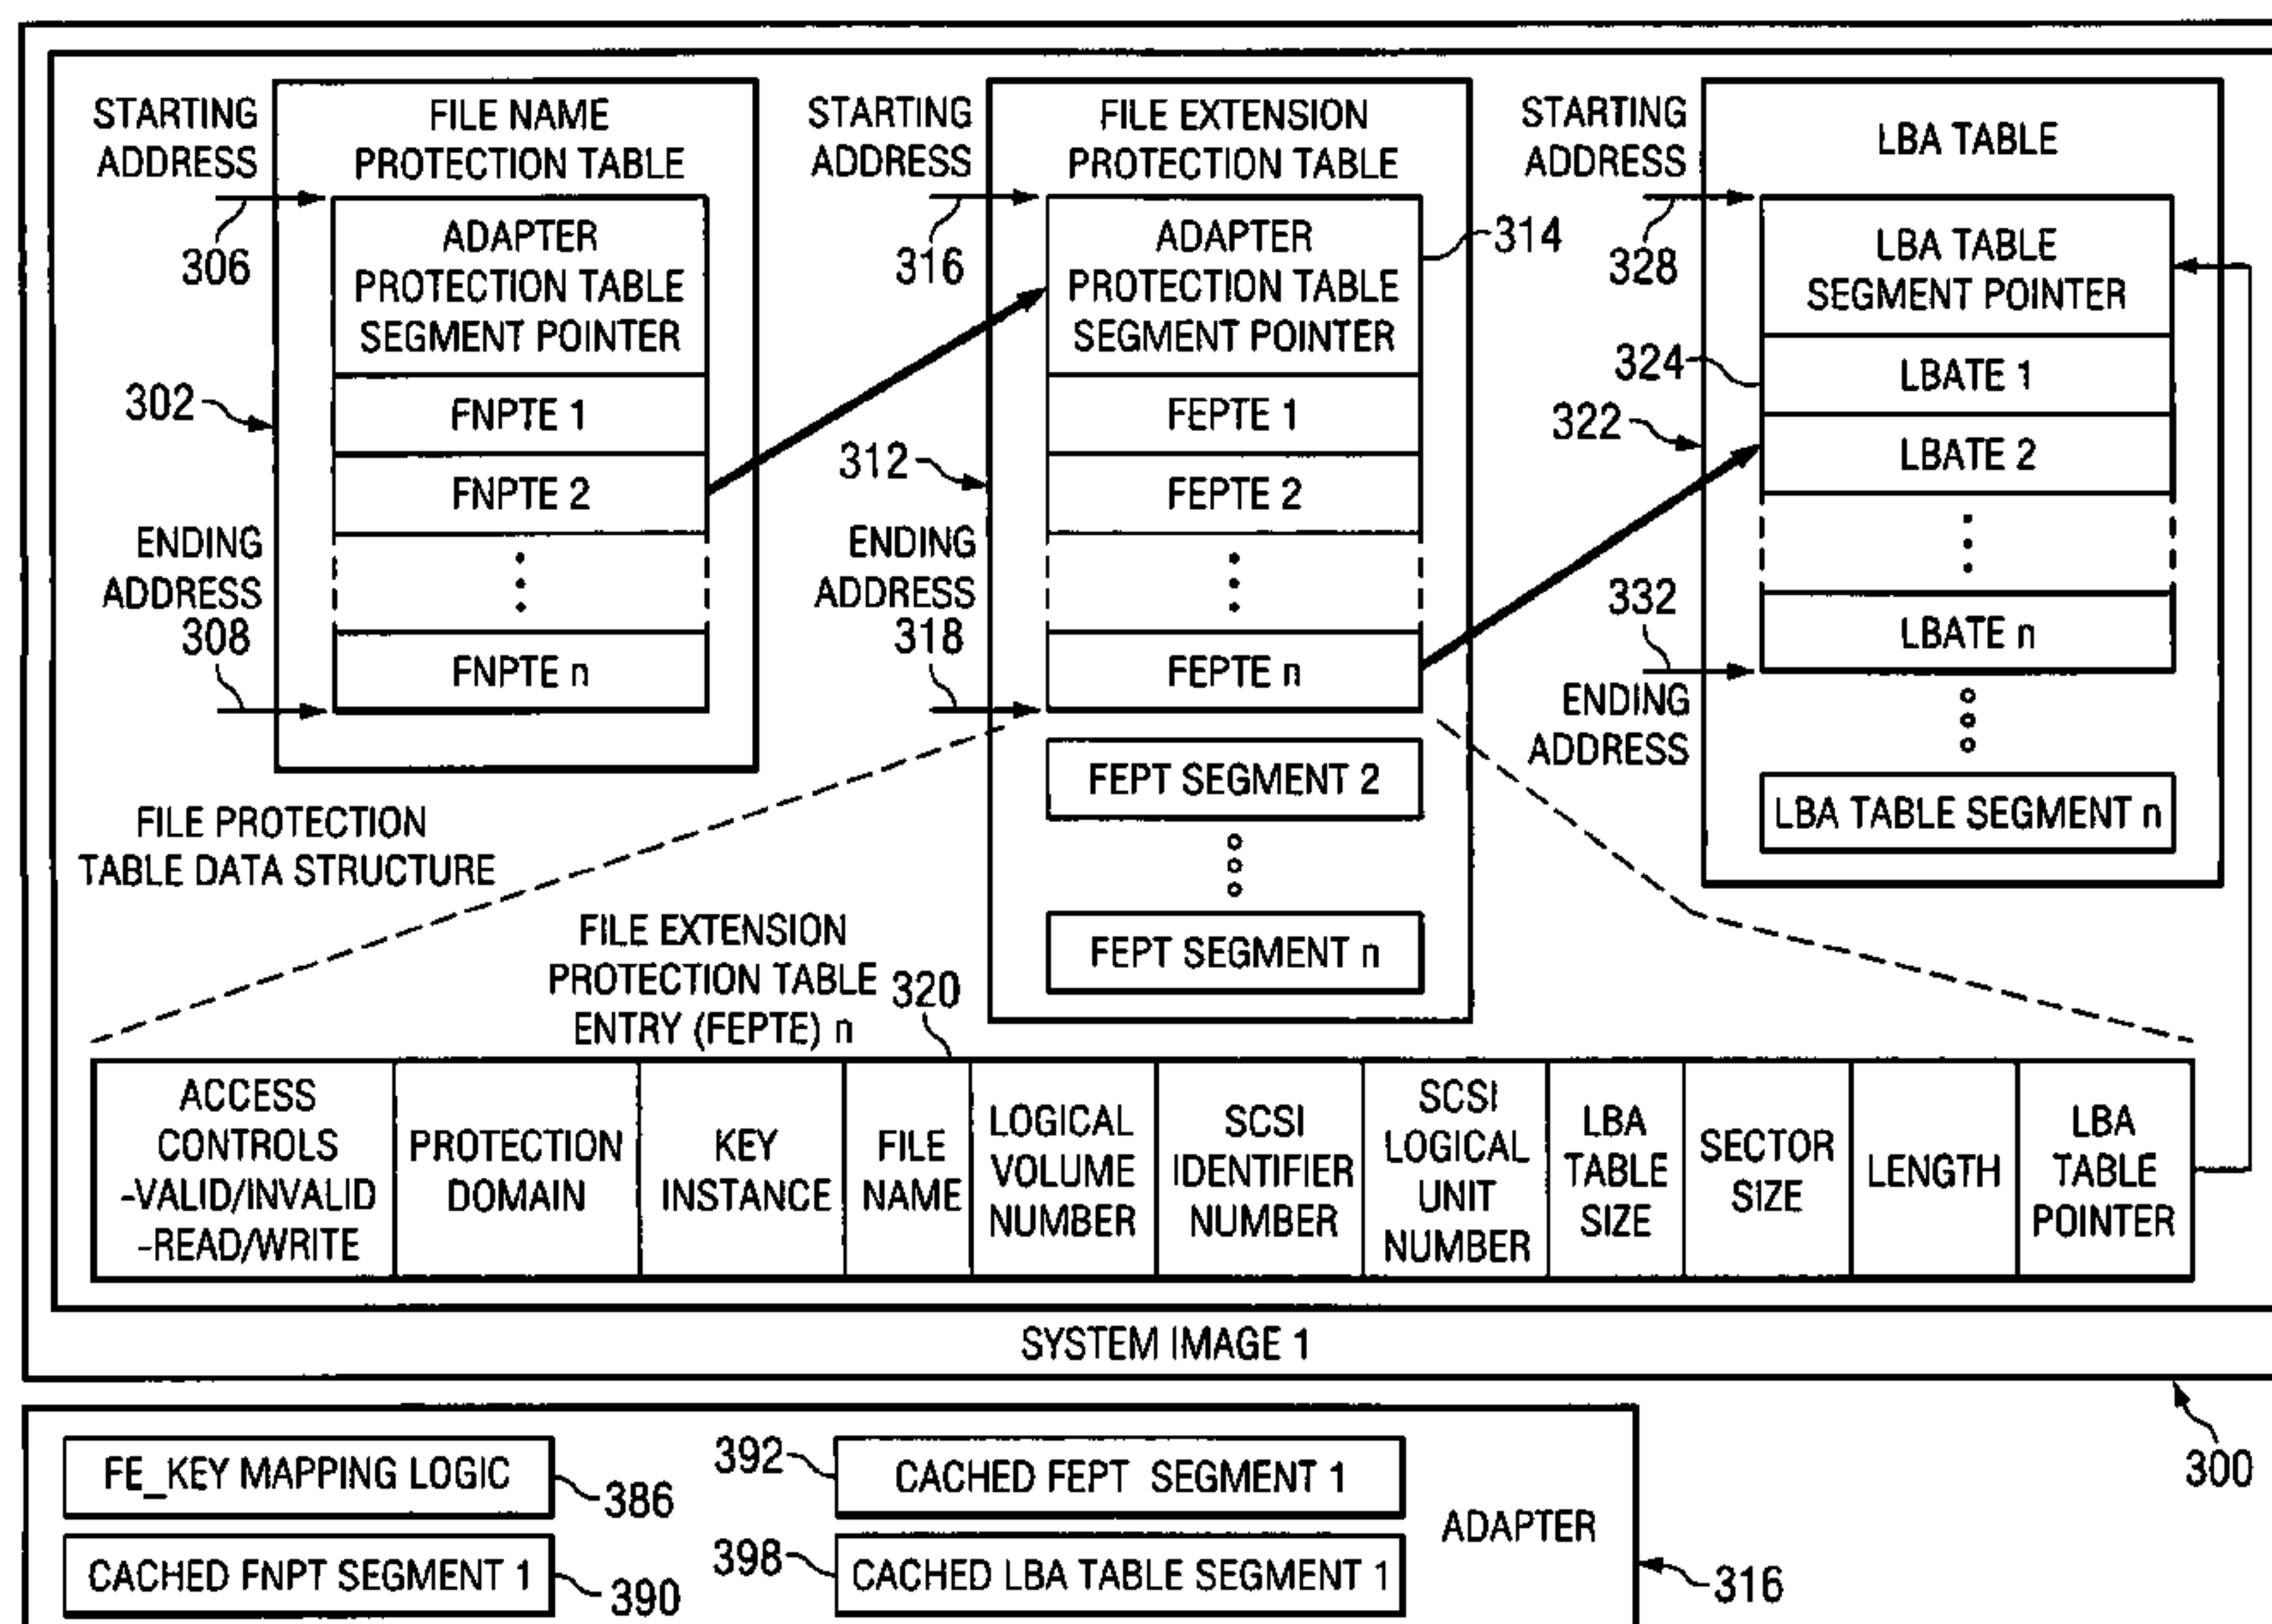 STARTING
ADDRESS
306
FILE NAME
PROTECTION TABLE
ADAPTER
PROTECTION TABLE
SEGMENT POINTER
302
FNPTE 1
FNPTE 2
ENDING
ADDRESS
308
FNPTE n
STARTING
ADDRESS
316
FILE EXTENSION
PROTECTION TABLE
ADAPTER
PROTECTION TABLE
SEGMENT POINTER
314
FEPTE 1
312
FEPTE 2
ENDING
ADDRESS
318
FEPTE n
FEPT SEGMENT 2
FEPT SEGMENT n
STARTING
ADDRESS
328
LBA TABLE
LBA TABLE
SEGMENT POINTER
324
LBATE 1
322
LBATE 2
332
LBATE n
ENDING
ADDRESS
LBA TABLE SEGMENT n
FILE PROTECTION
TABLE DATA STRUCTURE
FILE EXTENSION
PROTECTION TABLE
ENTRY (FEPTE) n
320
ACCESS
CONTROLS
-VALID/INVALID
-READ/WRITE
PROTECTION
DOMAIN
KEY
INSTANCE
FILE
NAME
LOGICAL
VOLUME
NUMBER
SCSI
IDENTIFIER
NUMBER
SCSI
LOGICAL
UNIT
NUMBER
LBA
TABLE
SIZE
SECTOR
SIZE
LENGTH
LBA
TABLE
POINTER
SYSTEM IMAGE 1
300
FE_KEY MAPPING LOGIC
386
392
CACHED FEPT SEGMENT 1
ADAPTER
CACHED FNPT SEGMENT 1
390
398
CACHED LBA TABLE SEGMENT 1
316